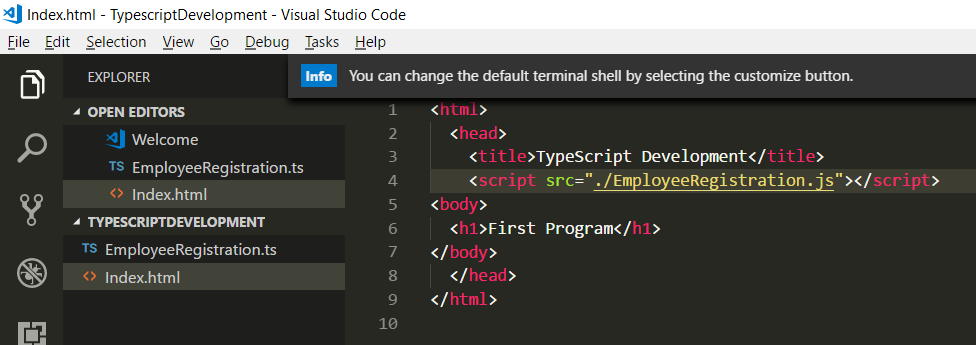 Index.html - TypescriptDevelopment - Visual Studio Code
File Edit Selection View Go Debug Tasks Help
EXPLORER
Info You can change the default terminal shell by selecting the customize button.
OPEN EDITORS
Welcome
TS EmployeeRegistration.ts
<> Index.html
TYPESCRIPTDEVELOPMENT
TS EmployeeRegistration.ts
<> Index.html
1 <html>
2 <head>
3 <title>TypeScript Development</title>
4 <script src="./EmployeeRegistration.js"></script>
5 <body>
6 <h1>First Program</h1>
7 </body>
8 </head>
9 </html>
10